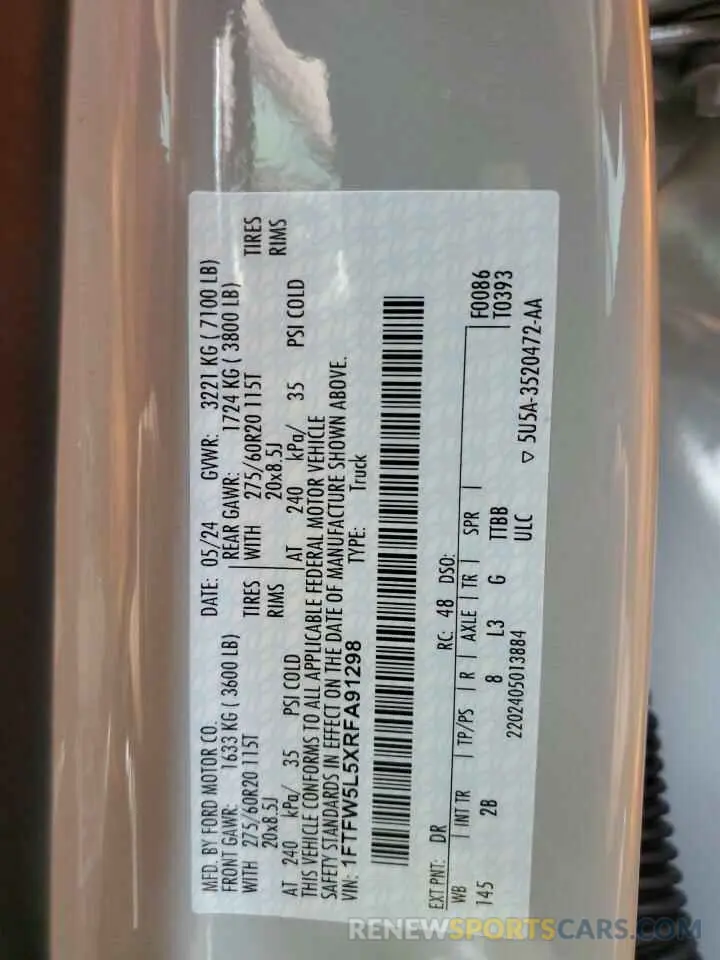 MFD. BY FORD MOTOR CO.
DATE: 05/24 GVWR: 3221 KG ( 7100 LB)
FRONT GAWR: 1633 KG ( 3600 LB)
REAR GAWR: 1724 KG ( 3800 LB)
WITH 275/60R20 115T TIRES
WITH 275/60R20 115T TIRES
20x8.5J RIMS
20x8.5J RIMS
AT 240 kPa/ 35 PSI COLD
AT 240 kPa/ 35 PSI COLD
THIS VEHICLE CONFORMS TO ALL APPLICABLE FEDERAL MOTOR VEHICLE
SAFETY STANDARDS IN EFFECT ON THE DATE OF MANUFACTURE SHOWN ABOVE.
VIN: 1FTFW5L5XRFA91298 TYPE: Truck
EXT PNT: DR RC: 48 DSO: F0086
WB INT TR TP/PS R AXLE TR SPR T0393
145 2B 8 L3 G TTBB
2202405013884 ULC ▽ 5U5A-3520472-AA
RENEWSPORTSCARS.COM